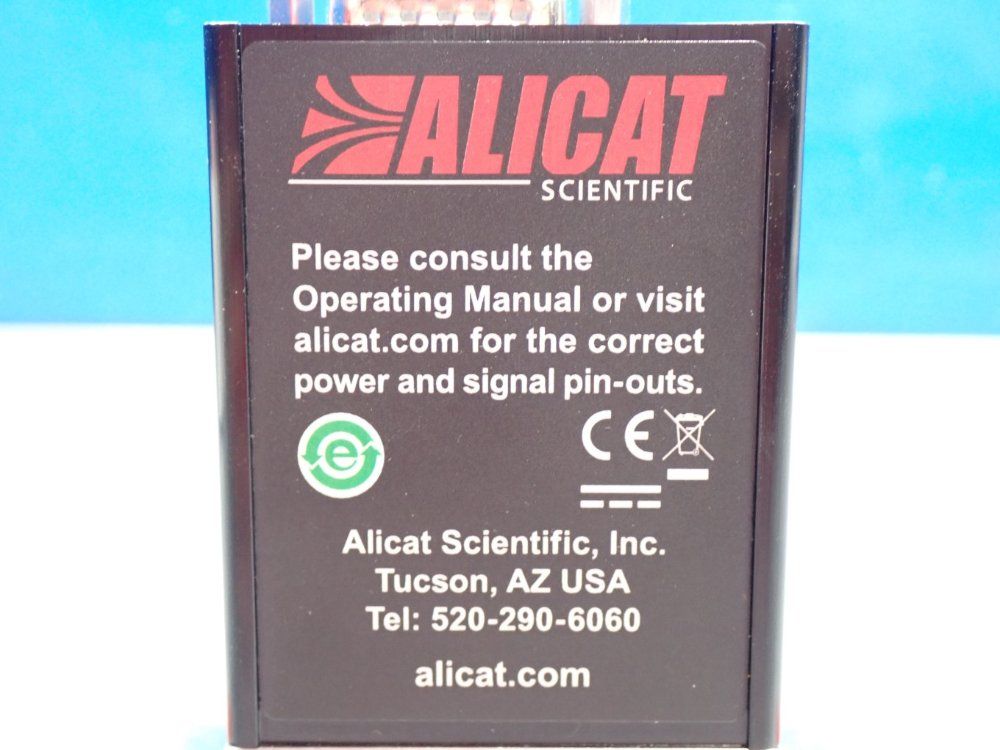 ALICAT
SCIENTIFIC
Please consult the
Operating Manual or visit
alicat.com for the correct
power and signal pin-outs.
e
CE
Alicat Scientific, Inc.
Tucson, AZ USA
Tel: 520-290-6060
alicat.com